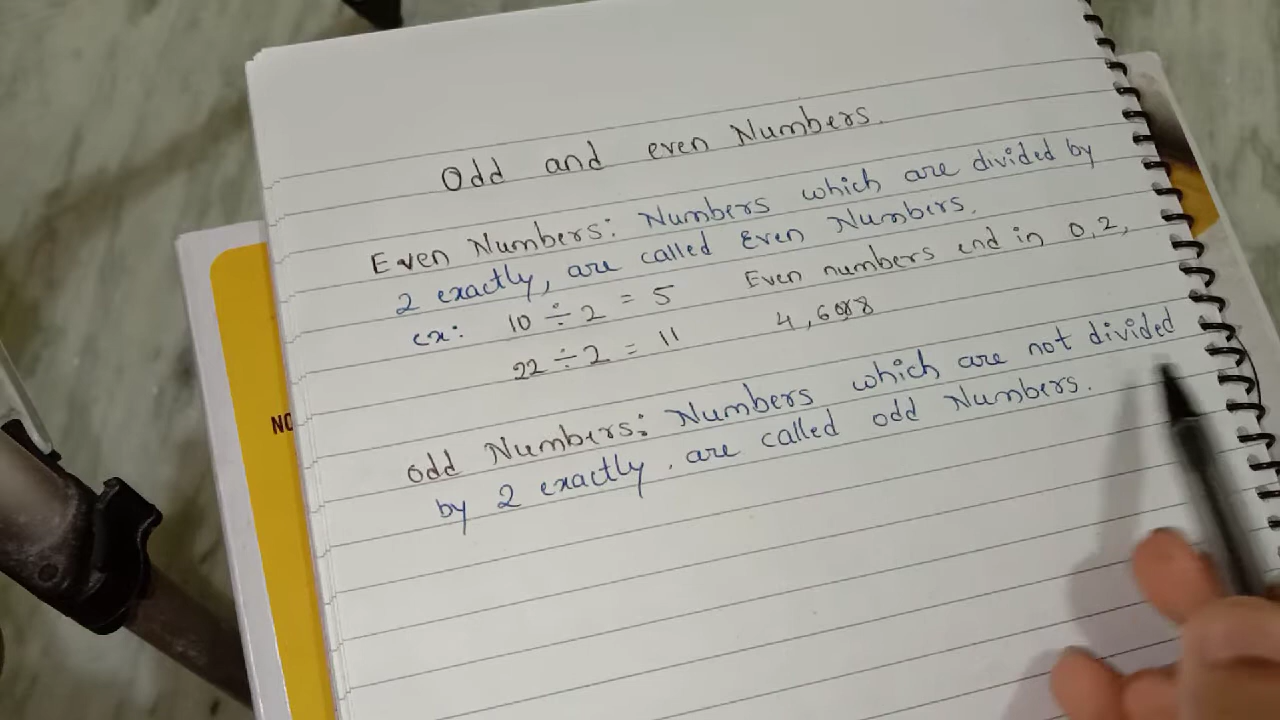 Odd and even Numbers.
Even Numbers: Numbers which are divided by
2 exactly, are called Even Numbers.
ex: 10 ÷ 2 = 5 Even numbers end in 0,2,
22 ÷ 2 = 11 4,6or8
Odd Numbers: Numbers which are not divided
by 2 exactly, are called odd Numbers.
NO